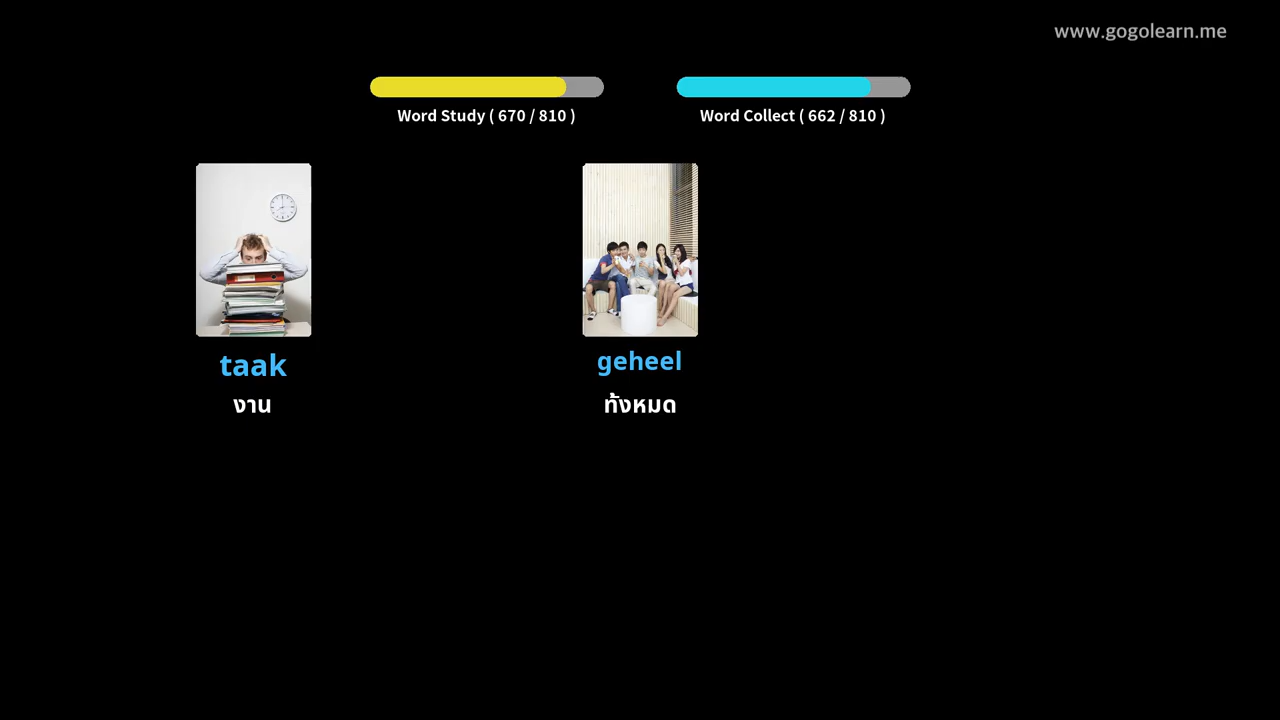 www.gogolearn.me
Word Study ( 670 / 810 )
Word Collect ( 662 / 810 )
taak
งาน
geheel
ทั้งหมด